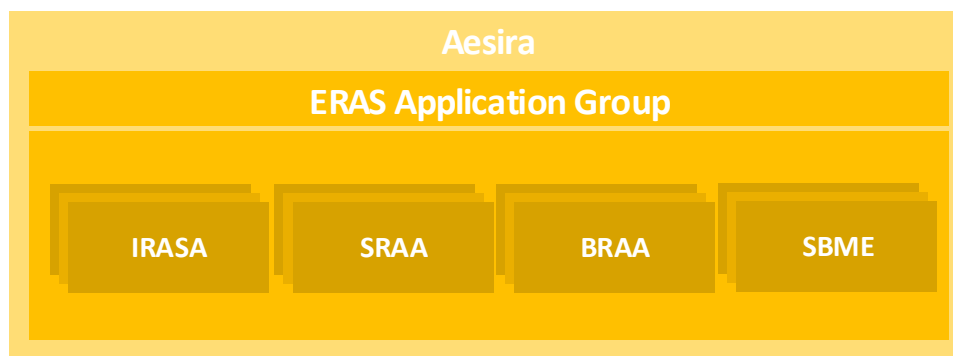 Aesira
ERAS Application Group
IRASA
SRAA
BRAA
SBME